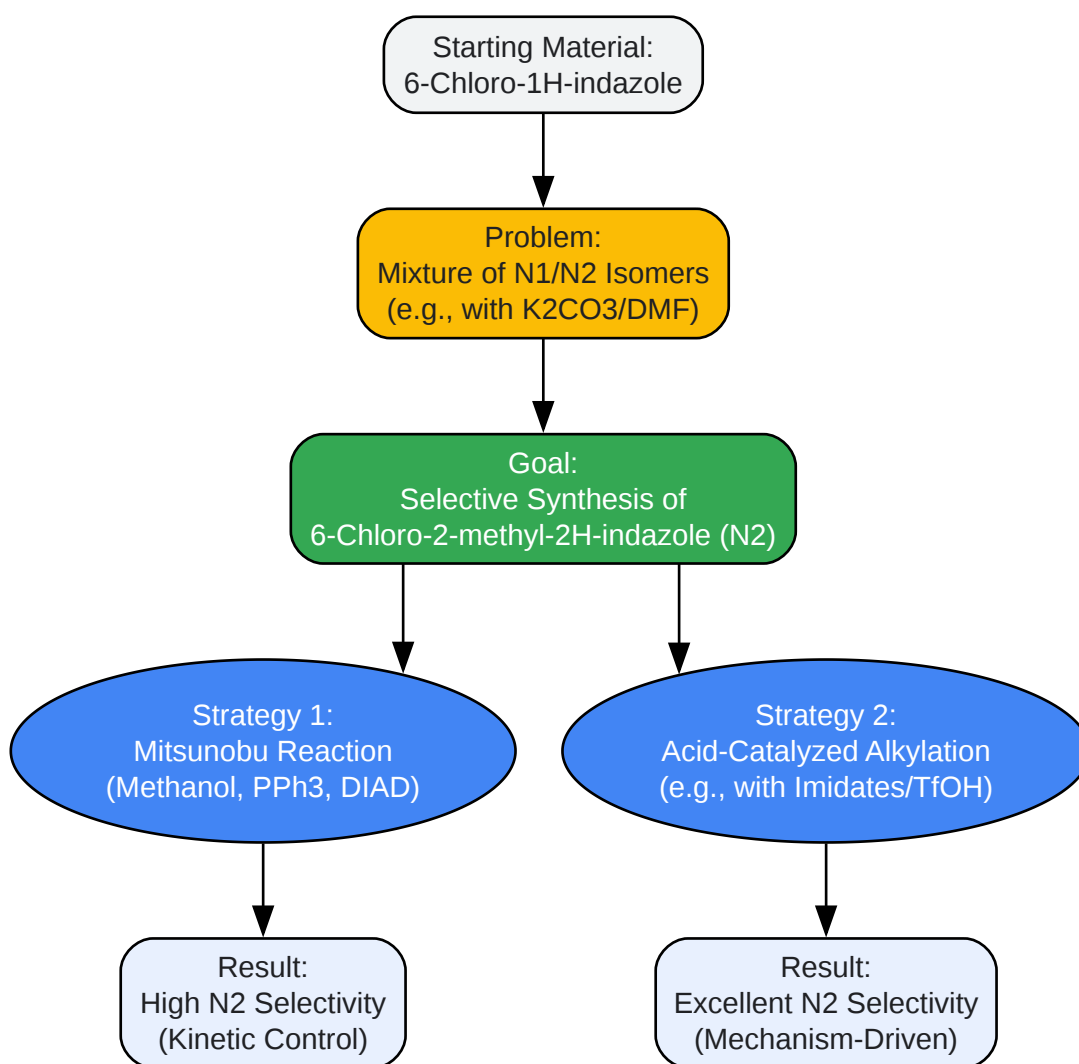 Starting Material:
6-Chloro-1H-indazole
Problem:
Mixture of N1/N2 Isomers
(e.g., with K2CO3/DMF)
Goal:
Selective Synthesis of
6-Chloro-2-methyl-2H-indazole (N2)
Strategy 1:
Mitsunobu Reaction
(Methanol, PPh3, DIAD)
Strategy 2:
Acid-Catalyzed Alkylation
(e.g., with Imidates/TfOH)
Result:
High N2 Selectivity
(Kinetic Control)
Result:
Excellent N2 Selectivity
(Mechanism-Driven)